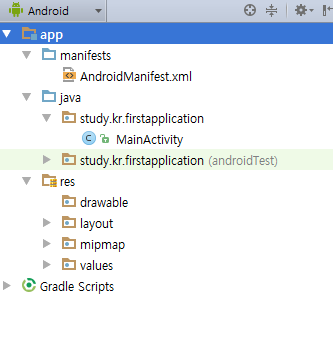 Android
app
manifests
AndroidManifest.xml
java
study.kr.firstapplication
C MainActivity
study.kr.firstapplication (androidTest)
res
drawable
layout
mipmap
values
Gradle Scripts